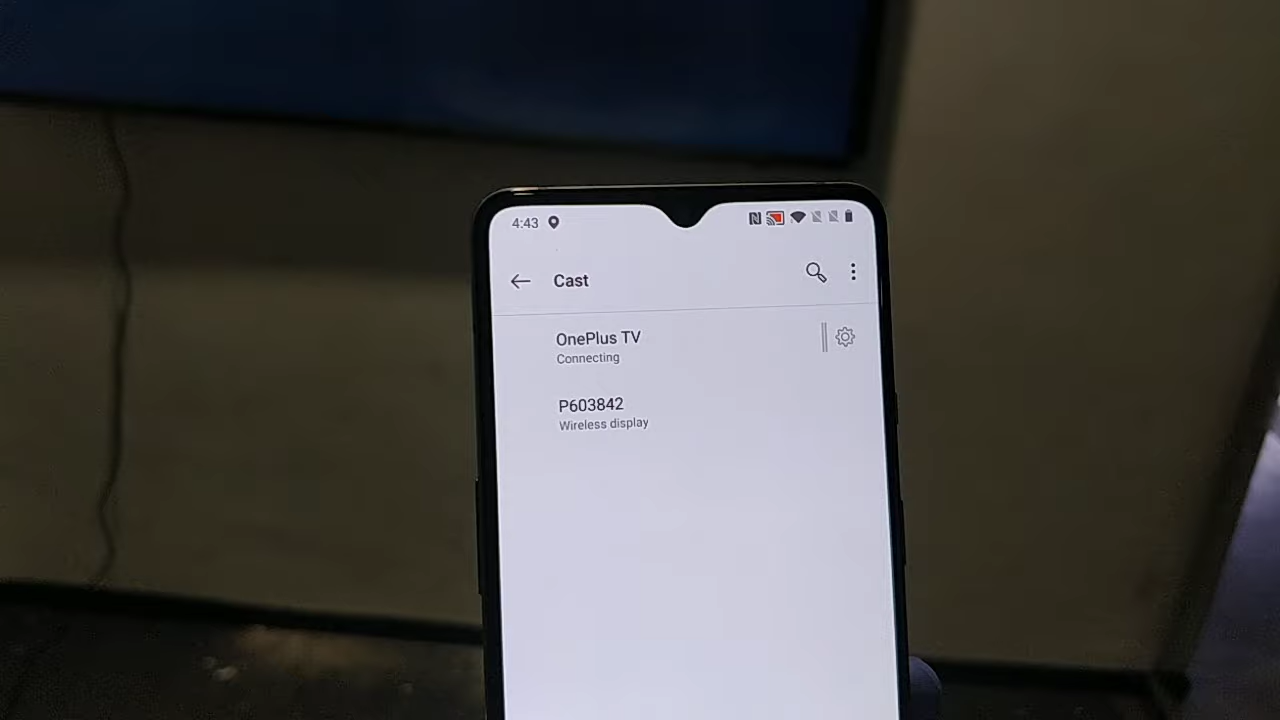 4:43
Cast
OnePlus TV
Connecting
P603842
Wireless display